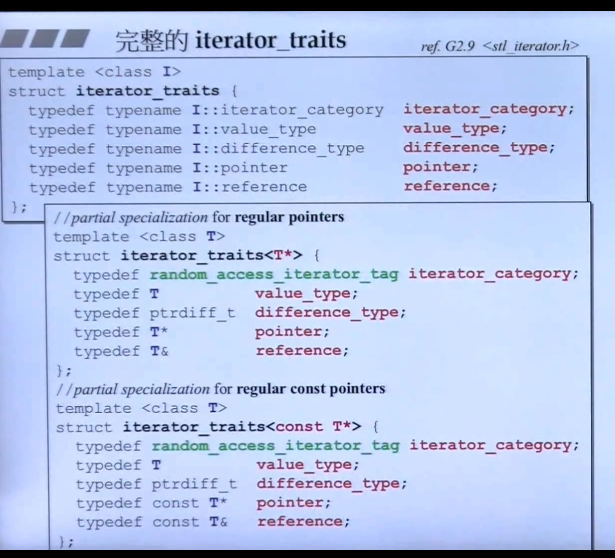 完整的 iterator_traits
ref. G2.9 <stl_iterator.h>
template <class I>
struct iterator_traits {
typedef typename I::iterator_category iterator_category;
typedef typename I::value_type value_type;
typedef typename I::difference_type difference_type;
typedef typename I::pointer pointer;
typedef typename I::reference reference;
};
//partial specialization for regular pointers
template <class T>
struct iterator_traits<T*> {
typedef random_access_iterator_tag iterator_category;
typedef T value_type;
typedef ptrdiff_t difference_type;
typedef T* pointer;
typedef T& reference;
};
//partial specialization for regular const pointers
template <class T>
struct iterator_traits<const T*> {
typedef random_access_iterator_tag iterator_category;
typedef T value_type;
typedef ptrdiff_t difference_type;
typedef const T* pointer;
typedef const T& reference;
};